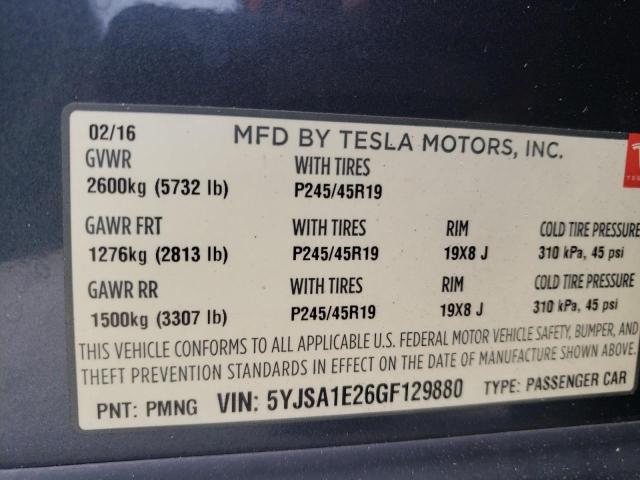 02/16 MFD BY TESLA MOTORS, INC.
GVWR WITH TIRES
2600kg (5732 lb) P245/45R19
GAWR FRT WITH TIRES RIM COLD TIRE PRESSURE
1276kg (2813 lb) P245/45R19 19X8 J 310 kPa, 45 psi
GAWR RR WITH TIRES RIM COLD TIRE PRESSURE
1500kg (3307 lb) P245/45R19 19X8 J 310 kPa, 45 psi
THIS VEHICLE CONFORMS TO ALL APPLICABLE U.S. FEDERAL MOTOR VEHICLE SAFETY, BUMPER, AND
THEFT PREVENTION STANDARDS IN EFFECT ON THE DATE OF MANUFACTURE SHOWN ABOVE.
PNT: PMNG VIN: 5YJSA1E26GF129880 TYPE: PASSENGER CAR